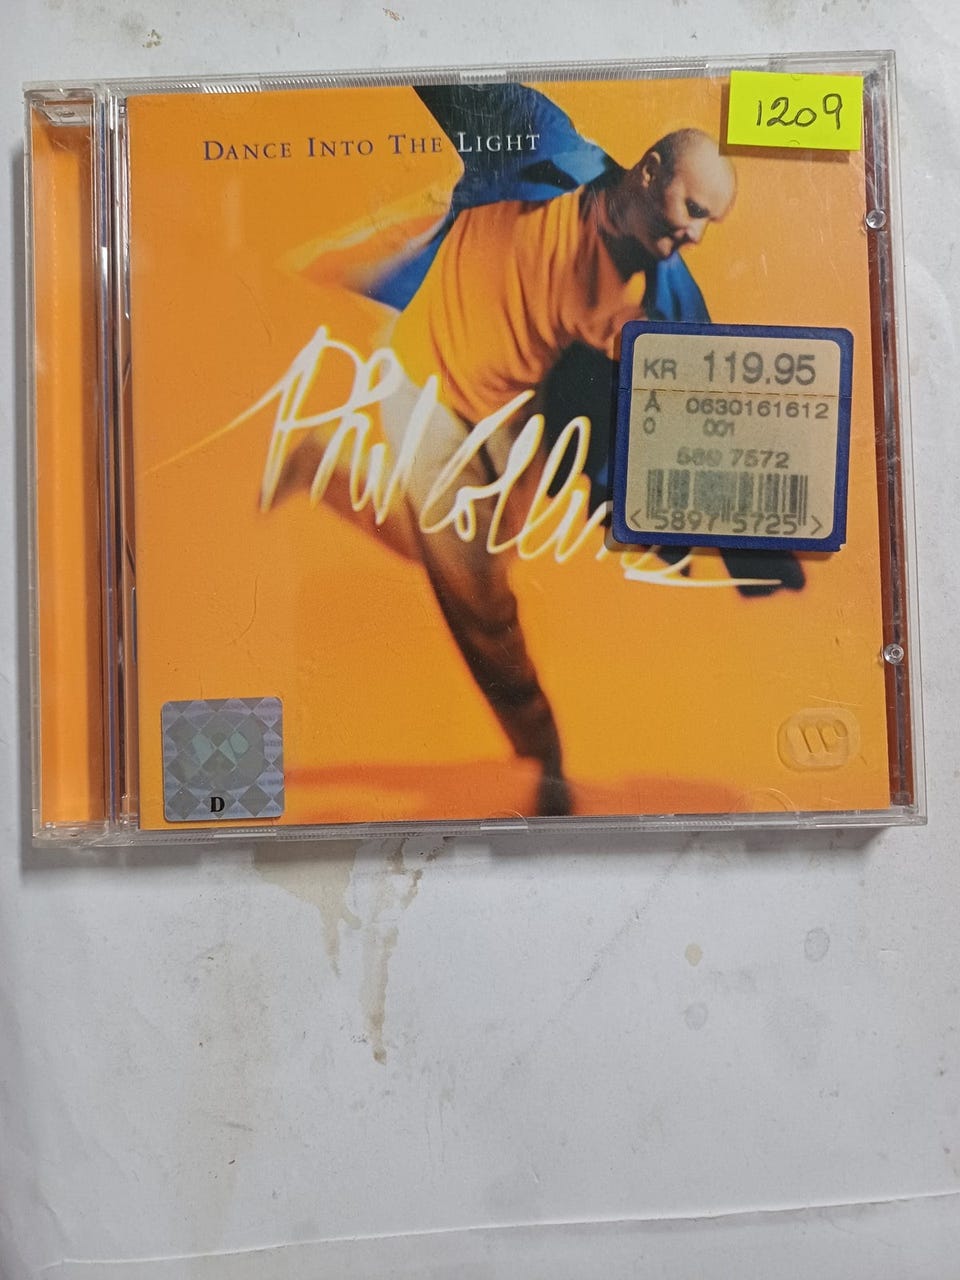 1209
DANCE INTO THE LIGHT
Phil Collins
KR 119.95
A 0630161612
0 001
589 7572
<5897 5725>
D